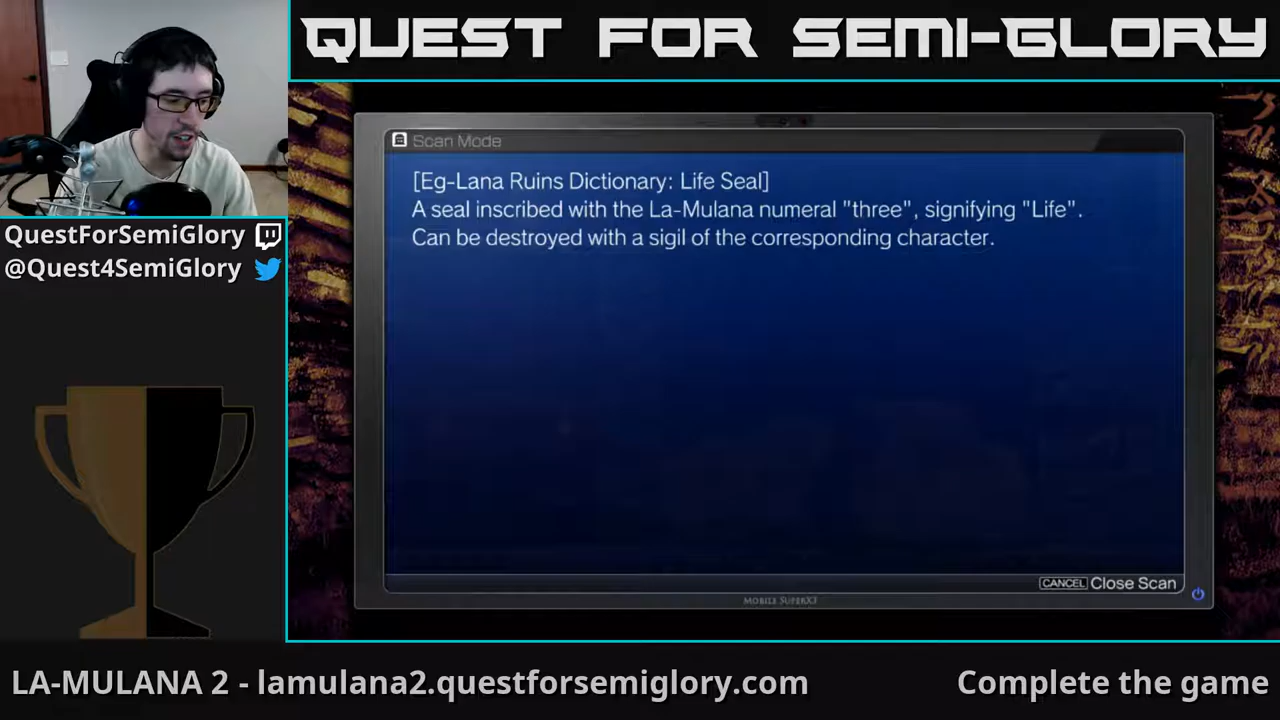 QUEST FOR SEMI-GLORY
Scan Mode
[Eg-Lana Ruins Dictionary: Life Seal]
A seal inscribed with the La-Mulana numeral "three", signifying "Life".
Can be destroyed with a sigil of the corresponding character.
CANCEL Close Scan
MOBILE SUPERX3
QuestForSemiGlory
@Quest4SemiGlory
LA-MULANA 2 - lamulana2.questforsemiglory.com
Complete the game